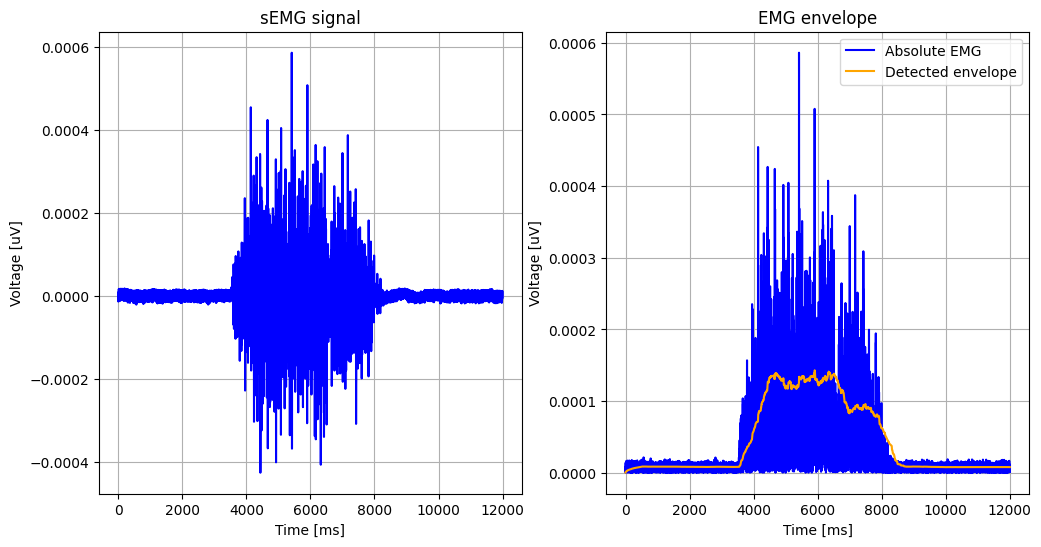 sEMG signal
0.0006
0.0004
0.0002
0.0000
−0.0002
−0.0004
Voltage [uV]
0 2000 4000 6000 8000 10000 12000
Time [ms]
EMG envelope
Absolute EMG
Detected envelope
0.0006
0.0005
0.0004
0.0003
0.0002
0.0001
0.0000
Voltage [uV]
0 2000 4000 6000 8000 10000 12000
Time [ms]